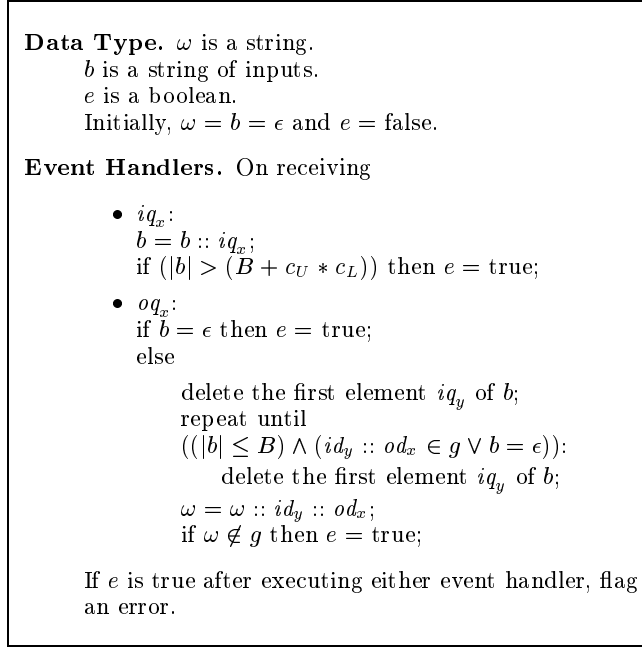 Data Type. ω is a string.
b is a string of inputs.
e is a boolean.
Initially, ω = b = ϵ and e = false.
Event Handlers. On receiving
• iq_x:
b = b :: iq_x;
if (|b| > (B + c_U * c_L)) then e = true;
• oq_x:
if b = ϵ then e = true;
else
delete the first element iq_y of b;
repeat until
((|b| ≤ B) ∧ (id_y :: od_x ∈ g ∨ b = ϵ)):
delete the first element iq_y of b;
ω = ω :: id_y :: od_x;
if ω ∉ g then e = true;
If e is true after executing either event handler, flag
an error.